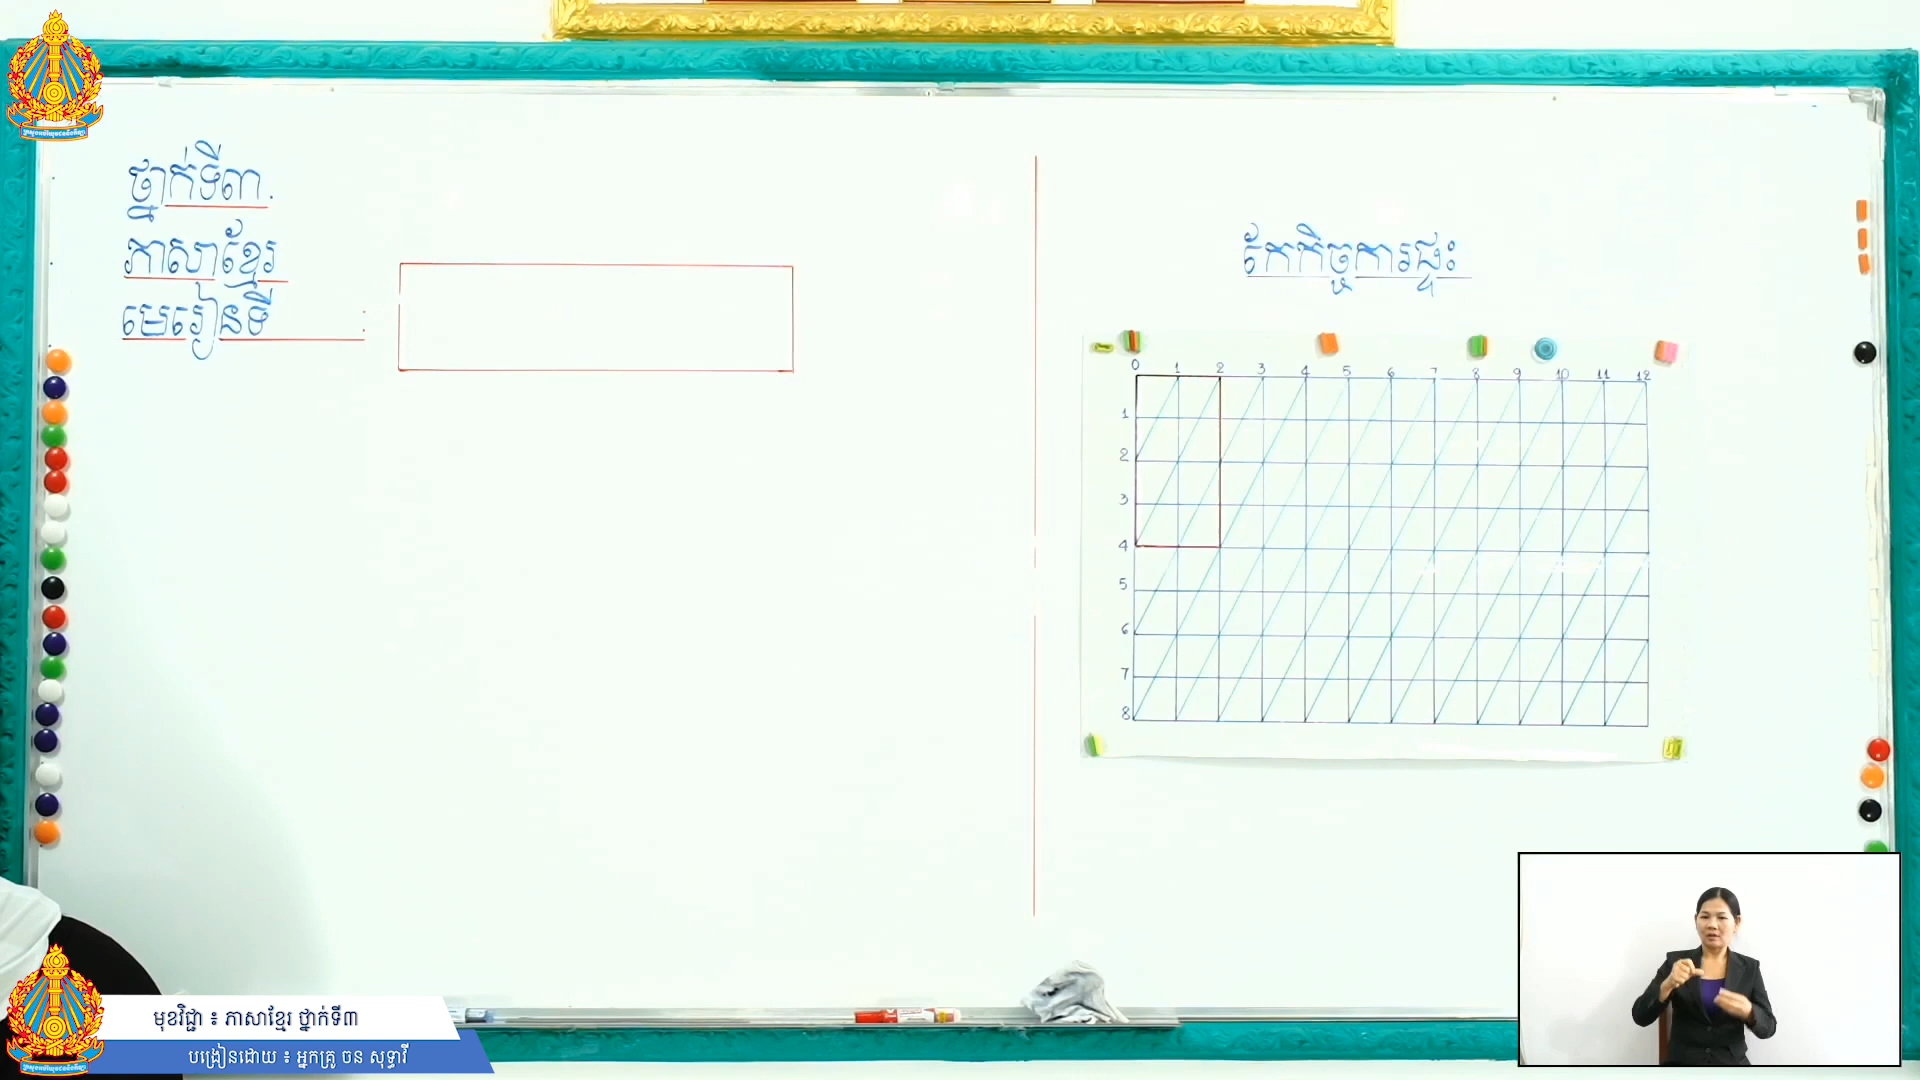 ថ្នាក់ទី៣.
ភាសាខ្មែរ
មេរៀនទី :
កែកិច្ចការផ្ទះ
0 1 2 3 4 5 6 7 8 9 10 11 12
1
2
3
4
5
6
7
8
មុខវិជ្ជា ៖ ភាសាខ្មែរ ថ្នាក់ទី៣
បង្រៀនដោយ ៖ អ្នកគ្រូ ចន សុទ្ធាវី